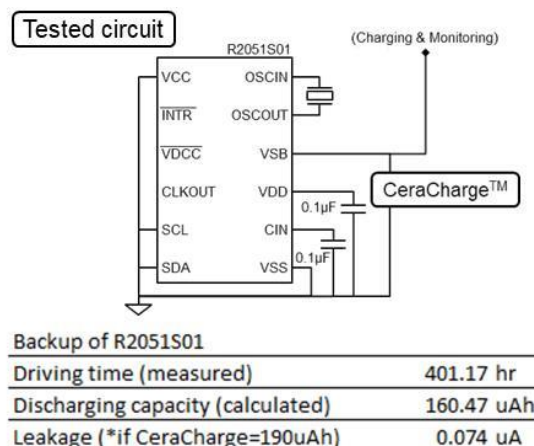 Tested circuit
(Charging & Monitoring)
R2051S01
VCC OSCIN
INTR OSCOUT
VDCC VSB
CLKOUT VDD
CeraCharge™
0.1µF
SCL CIN
0.1µF
SDA VSS
Backup of R2051S01
Driving time (measured) 401.17 hr
Discharging capacity (calculated) 160.47 uAh
Leakage (*if CeraCharge=190uAh) 0.074 uA